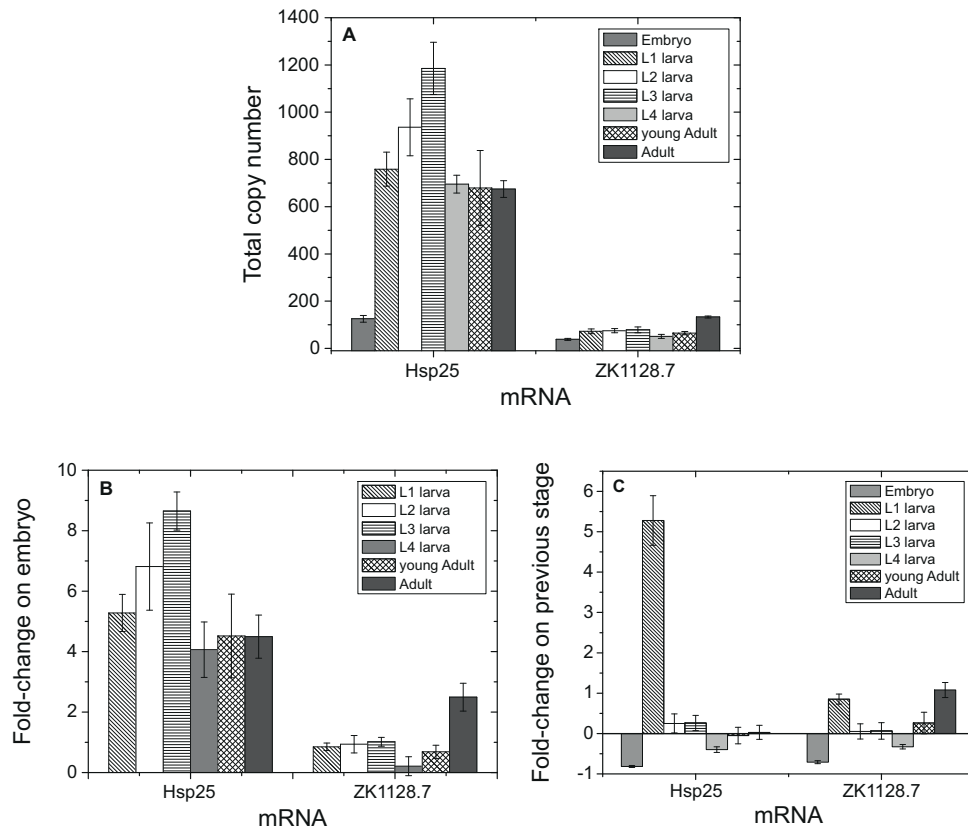 A
Total copy number
1400
1200
1000
800
600
400
200
0
Embryo
L1 larva
L2 larva
L3 larva
L4 larva
young Adult
Adult
Hsp25
ZK1128.7
mRNA
B
Fold-change on embryo
10
8
6
4
2
0
L1 larva
L2 larva
L3 larva
L4 larva
young Adult
Adult
Hsp25
ZK1128.7
mRNA
C
Fold-change on previous stage
6
5
4
3
2
1
0
-1
Embryo
L1 larva
L2 larva
L3 larva
L4 larva
young Adult
Adult
Hsp25
ZK1128.7
mRNA